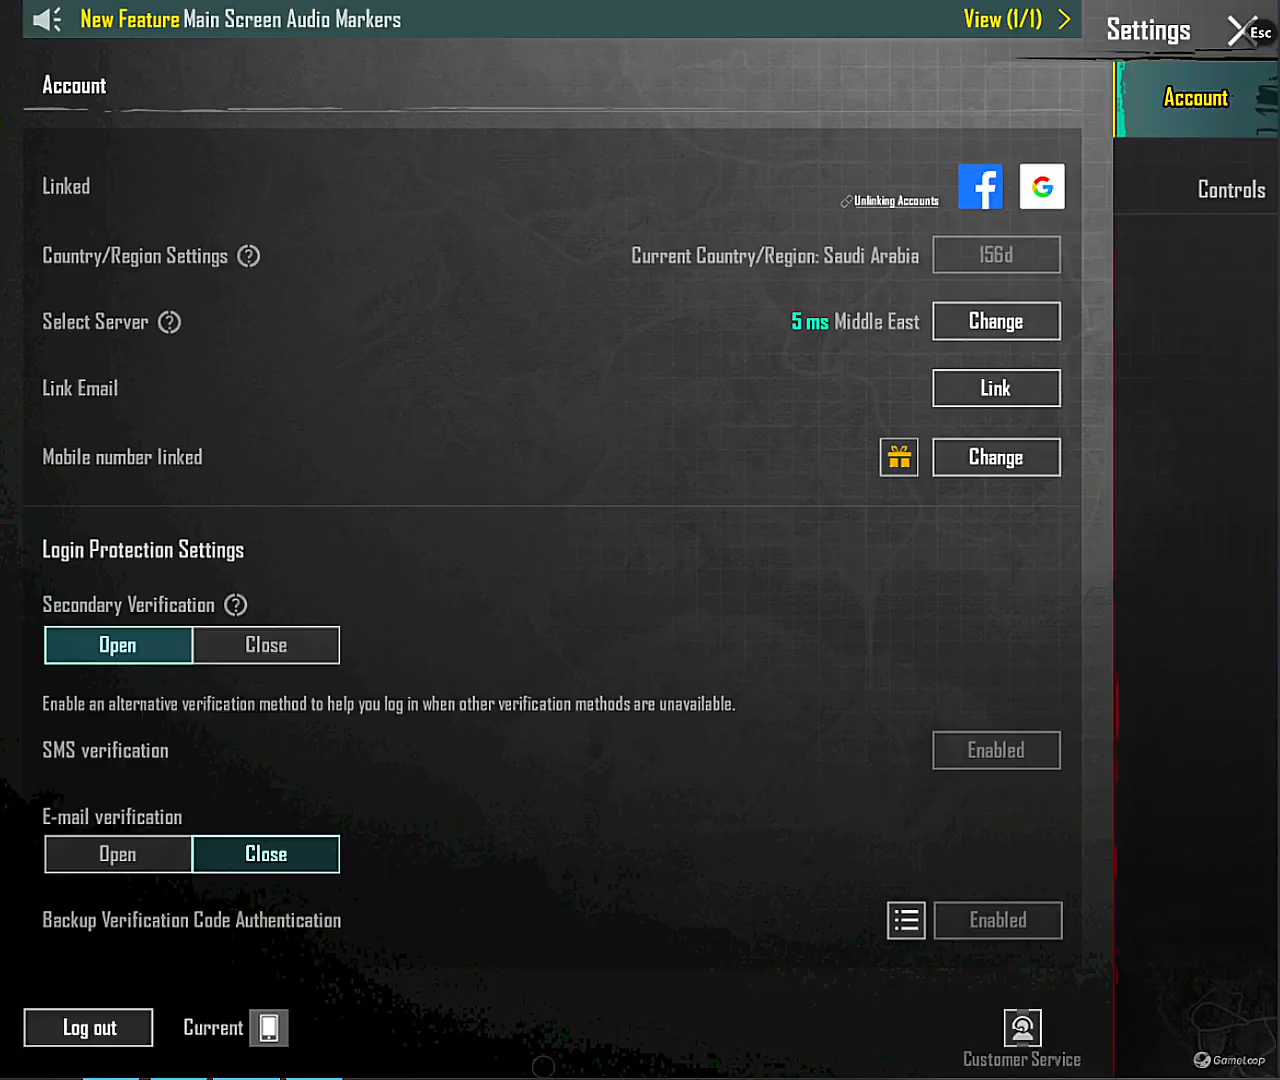 New Feature Main Screen Audio Markers
View (1/1)
Settings
Esc
Account
Account
Controls
Linked
Unlinking Accounts
Country/Region Settings
Current Country/Region: Saudi Arabia
156d
Select Server
5 ms Middle East
Change
Link Email
Link
Mobile number linked
Change
Login Protection Settings
Secondary Verification
Open
Close
Enable an alternative verification method to help you log in when other verification methods are unavailable.
SMS verification
Enabled
E-mail verification
Open
Close
Backup Verification Code Authentication
Enabled
Log out
Current
Customer Service
GameLoop